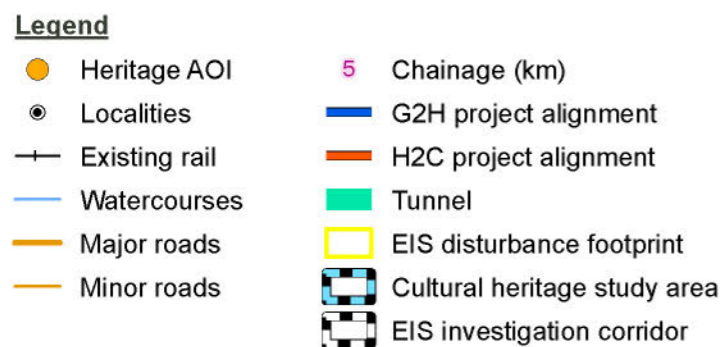 Legend
Heritage AOI
Localities
Existing rail
Watercourses
Major roads
Minor roads
5 Chainage (km)
G2H project alignment
H2C project alignment
Tunnel
EIS disturbance footprint
Cultural heritage study area
EIS investigation corridor